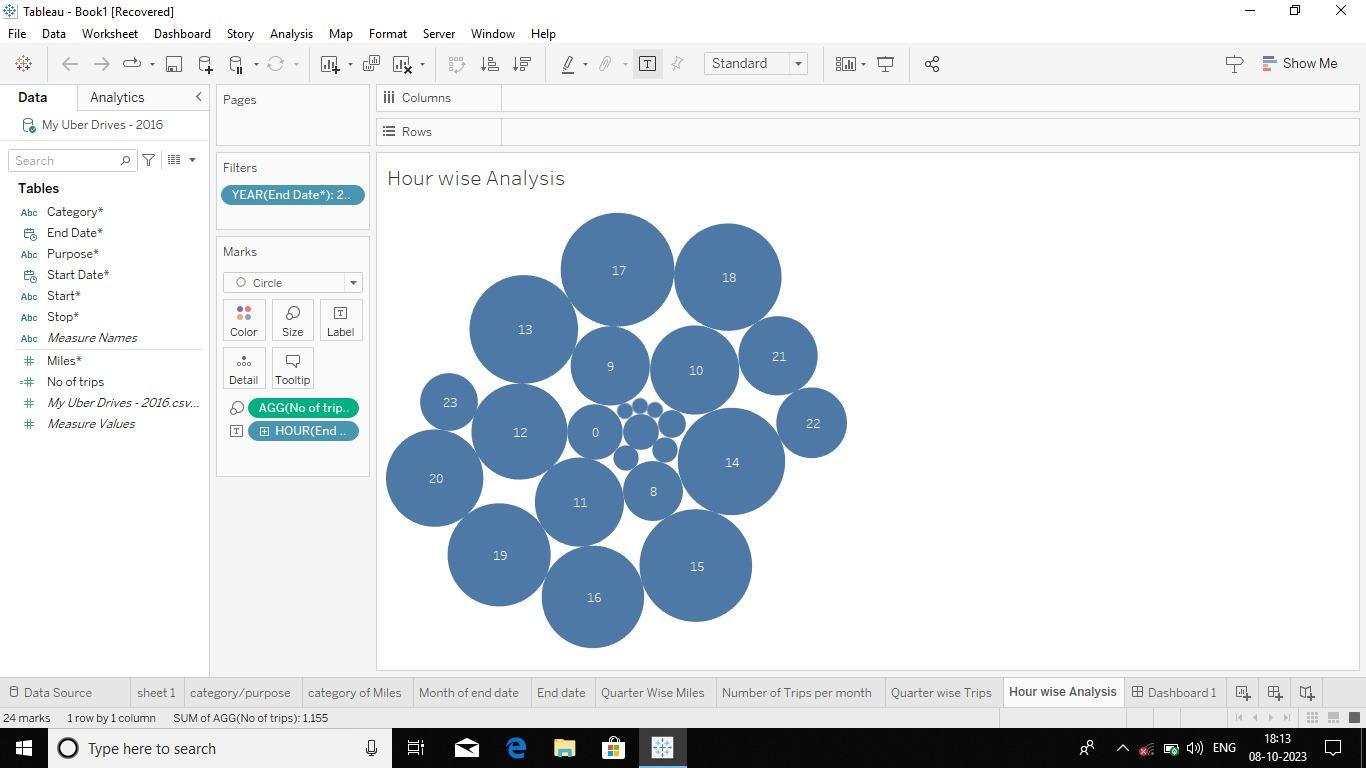 Tableau - Book1 [Recovered]
File Data Worksheet Dashboard Story Analysis Map Format Server Window Help
Standard
Show Me
Data Analytics
My Uber Drives - 2016
Search
Tables
Abc Category*
End Date*
Abc Purpose*
Start Date*
Abc Start*
Abc Stop*
Abc Measure Names
Miles*
No of trips
My Uber Drives - 2016.csv...
Measure Values
Pages
Filters
YEAR(End Date*): 2..
Marks
Circle
Color Size Label
Detail Tooltip
AGG(No of trip..
HOUR(End ..
Columns
Rows
Hour wise Analysis
17
18
13
9
10
21
23
12
0
22
20
14
11
8
19
15
16
Data Source sheet 1 category/purpose category of Miles Month of end date End date Quarter Wise Miles Number of Trips per month Quarter wise Trips Hour wise Analysis Dashboard 1
24 marks 1 row by 1 column SUM of AGG(No of trips): 1,155
Type here to search
ENG
18:13
08-10-2023